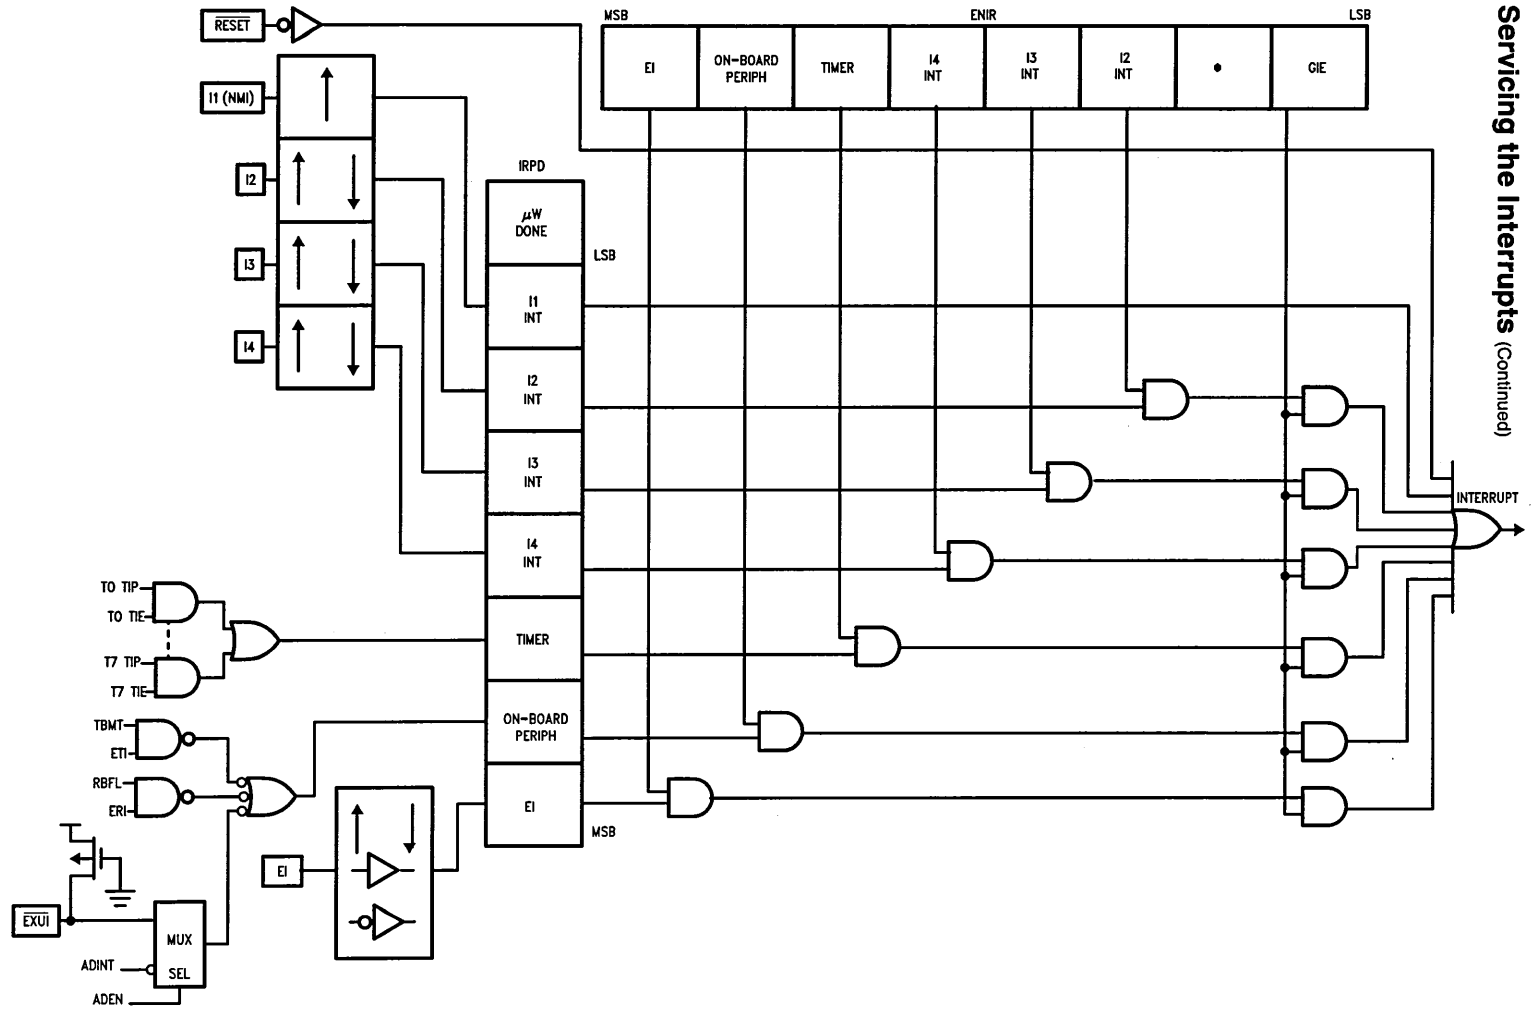 Servicing the Interrupts (Continued)
RESET
MSB
ENIR
LSB
EI
ON-BOARD
PERIPH
TIMER
I4
INT
I3
INT
I2
INT
•
GIE
I1 (NMI)
I2
I3
I4
IRPD
μW
DONE
LSB
I1
INT
I2
INT
I3
INT
I4
INT
TIMER
ON-BOARD
PERIPH
EI
MSB
INTERRUPT
T0 TIP
T0 TIE
T7 TIP
T7 TIE
TBMT
ETI
RBFL
ERI
EI
EXUI
MUX
SEL
ADINT
ADEN